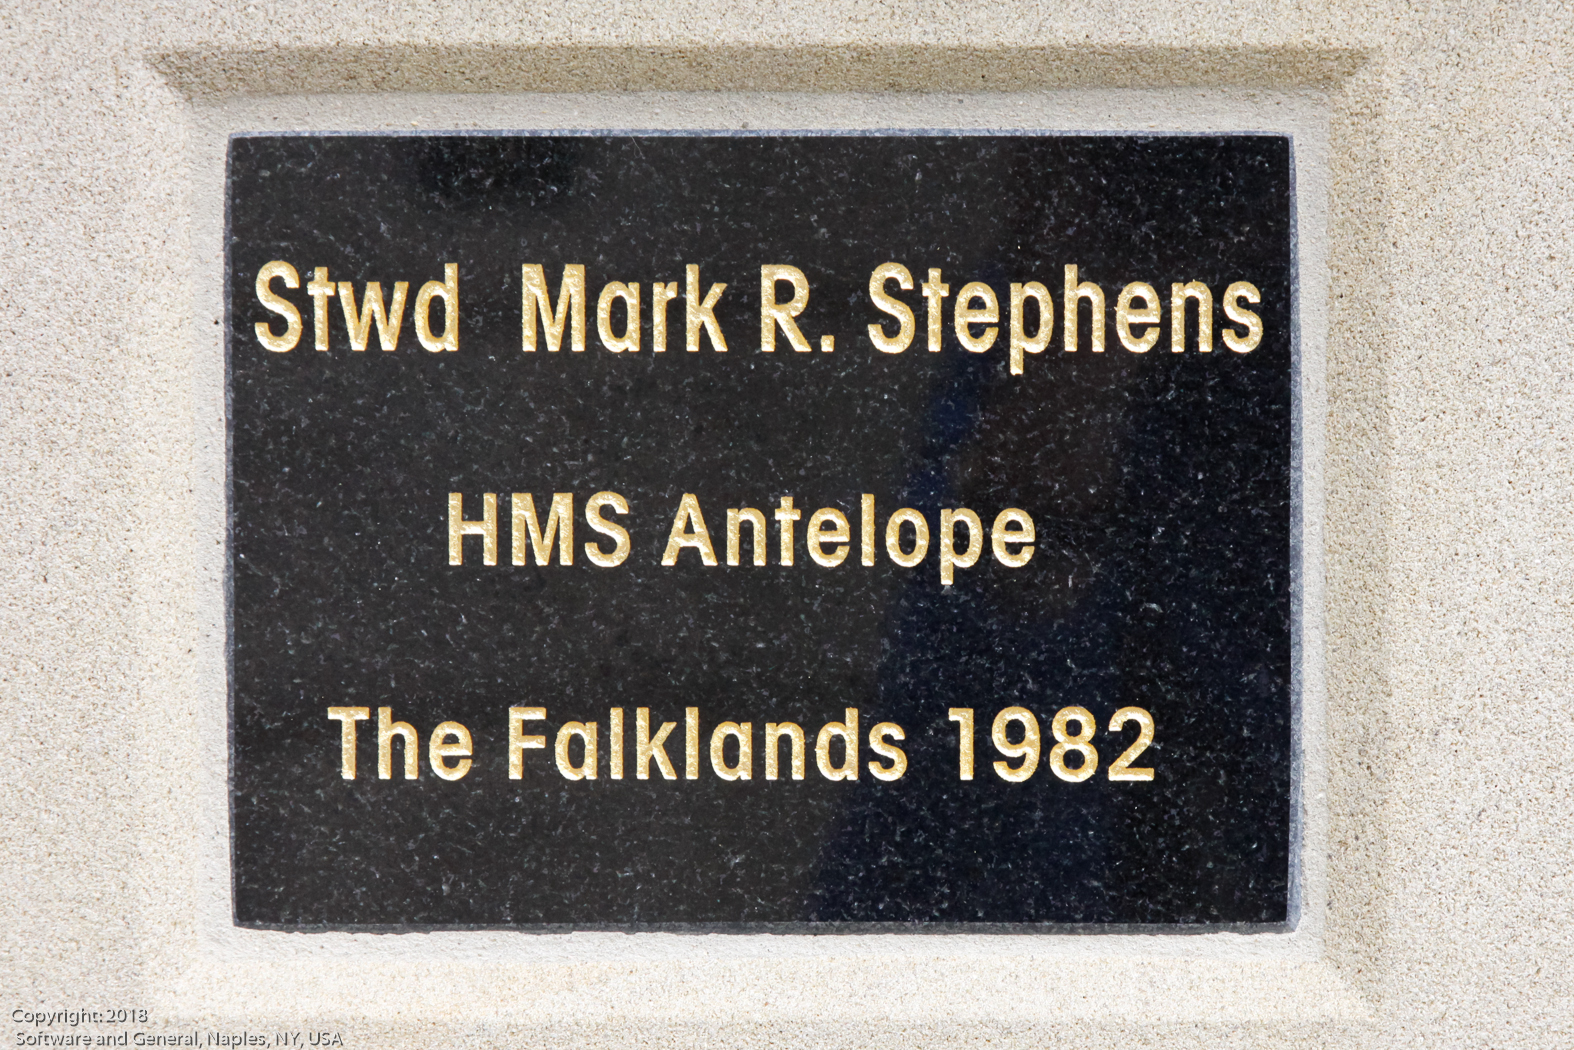 Stwd Mark R. Stephens
HMS Antelope
The Falklands 1982
Copyright: 2018
Software and General, Naples, NY, USA